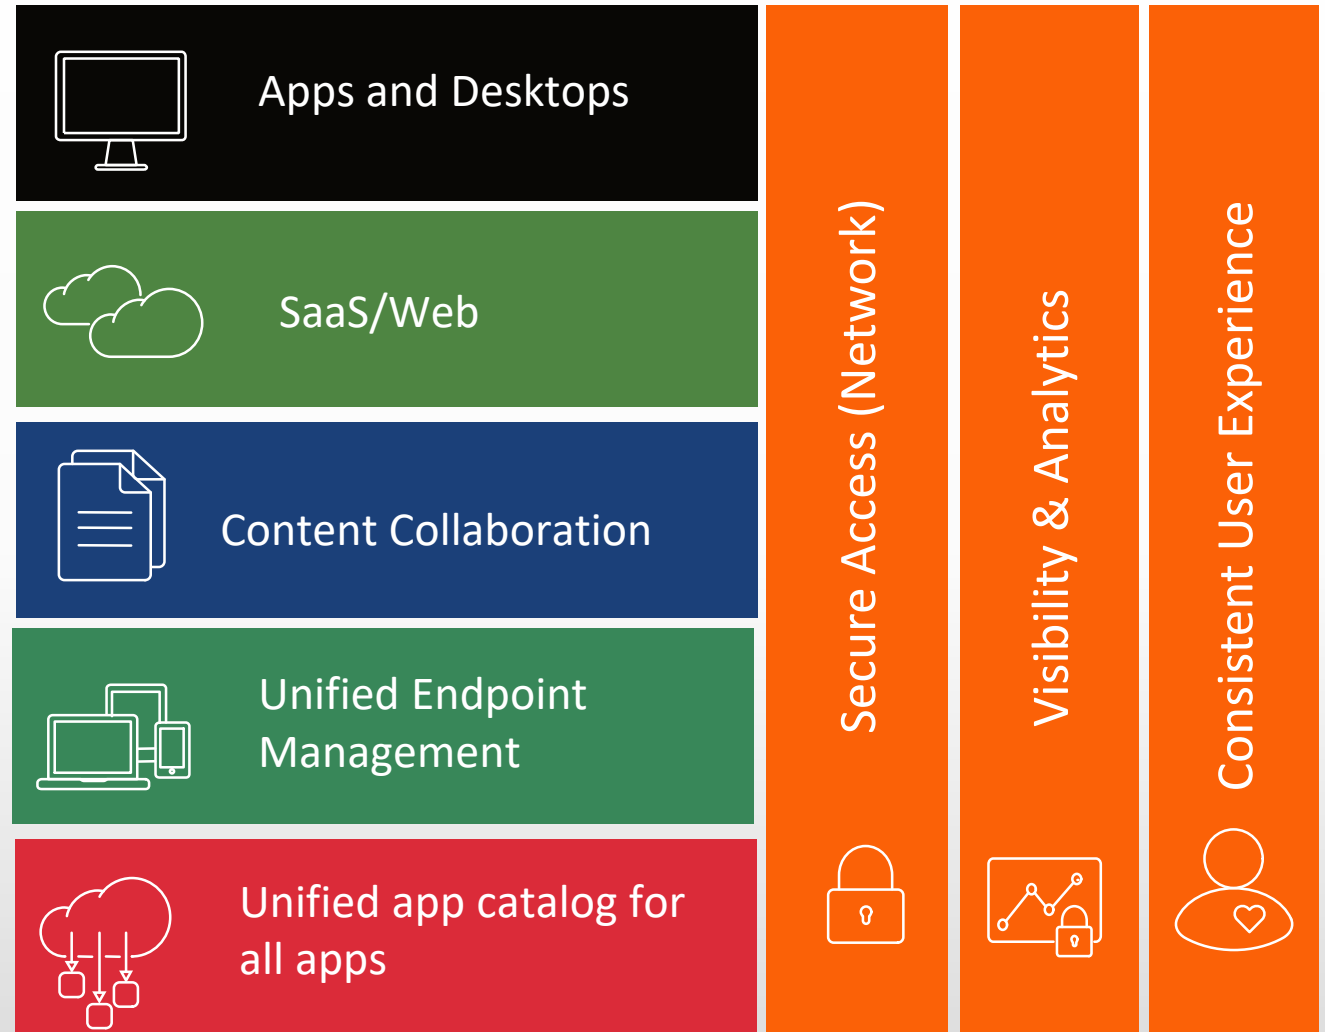 Apps and Desktops
SaaS/Web
Content Collaboration
Unified Endpoint
Management
Unified app catalog for
all apps
Secure Access (Network)
Visibility & Analytics
Consistent User Experience